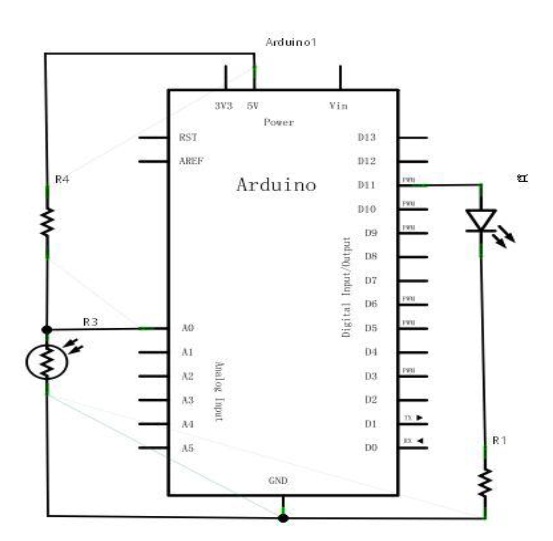 Arduino1
3V3 5V Vin
Power
RST D13
AREF D12
Arduino
D11 PWM
D10 PWM
D9 PWM
D8
D7
D6 PWM
D5 PWM
D4
D3 PWM
D2
D1 TX
D0 RX
Digital Input/Output
R4
R3
A0
A1
A2
A3
A4
A5
Analog Input
GND
R1